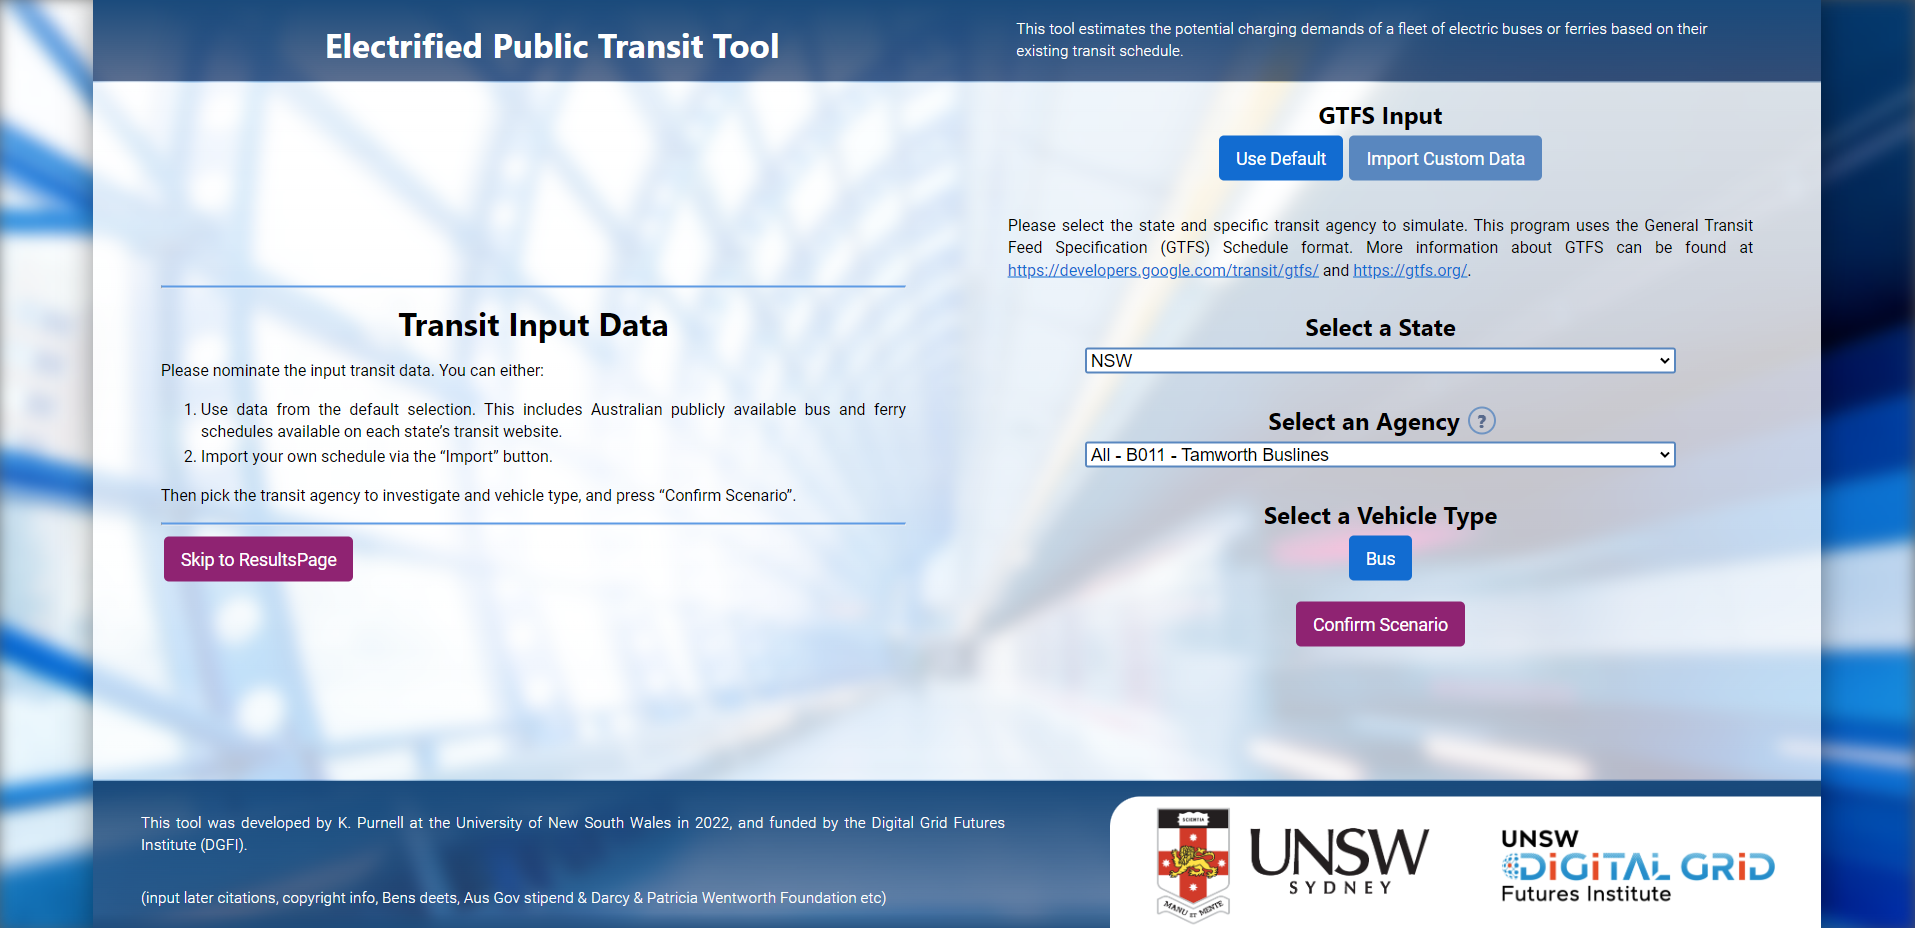 Electrified Public Transit Tool
This tool estimates the potential charging demands of a fleet of electric buses or ferries based on their
existing transit schedule.
Transit Input Data
Please nominate the input transit data. You can either:
1. Use data from the default selection. This includes Australian publicly available bus and ferry
schedules available on each state's transit website.
2. Import your own schedule via the “Import” button.
Then pick the transit agency to investigate and vehicle type, and press “Confirm Scenario”.
Skip to ResultsPage
GTFS Input
Use Default
Import Custom Data
Please select the state and specific transit agency to simulate. This program uses the General Transit
Feed Specification (GTFS) Schedule format. More information about GTFS can be found at
https://developers.google.com/transit/gtfs/ and https://gtfs.org/.
Select a State
NSW
Select an Agency ?
All - B011 - Tamworth Buslines
Select a Vehicle Type
Bus
Confirm Scenario
This tool was developed by K. Purnell at the University of New South Wales in 2022, and funded by the Digital Grid Futures
Institute (DGFI).
(input later citations, copyright info, Bens deets, Aus Gov stipend & Darcy & Patricia Wentworth Foundation etc)
SCIENTIA
MANU ET MENTE
UNSW
SYDNEY
UNSW
DIGITAL GRID
Futures Institute